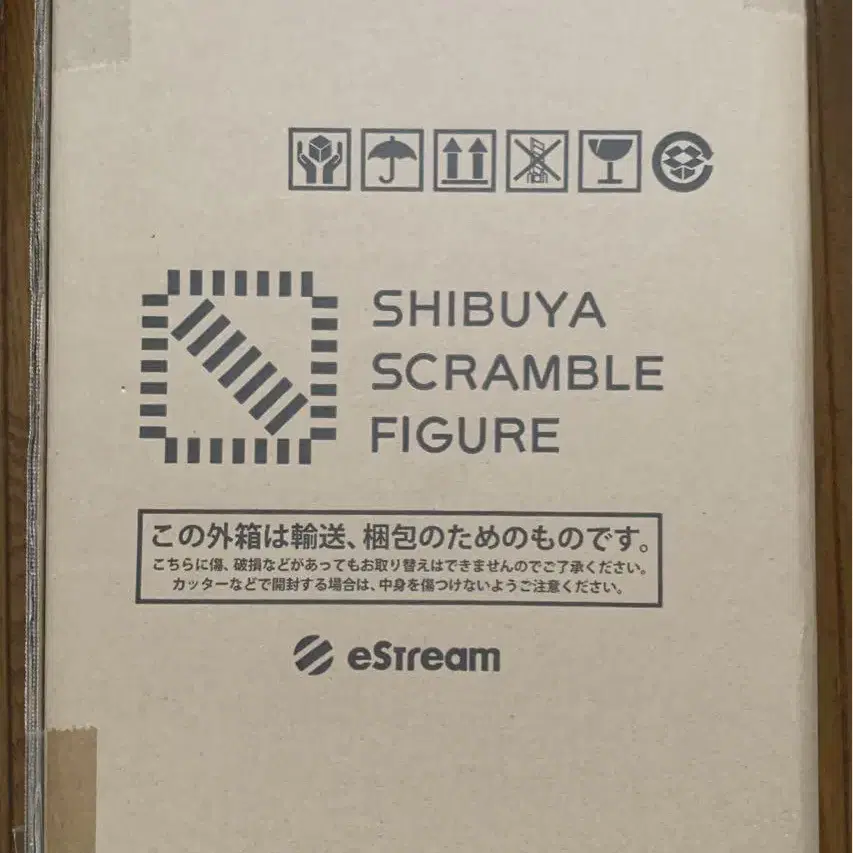 SHIBUYA
SCRAMBLE
FIGURE
この外箱は輸送、梱包のためのものです。
こちらに傷、破損などがあってもお取り替えはできませんのでご了承ください。
カッターなどで開封する場合は、中身を傷つけないようご注意ください。
eStream